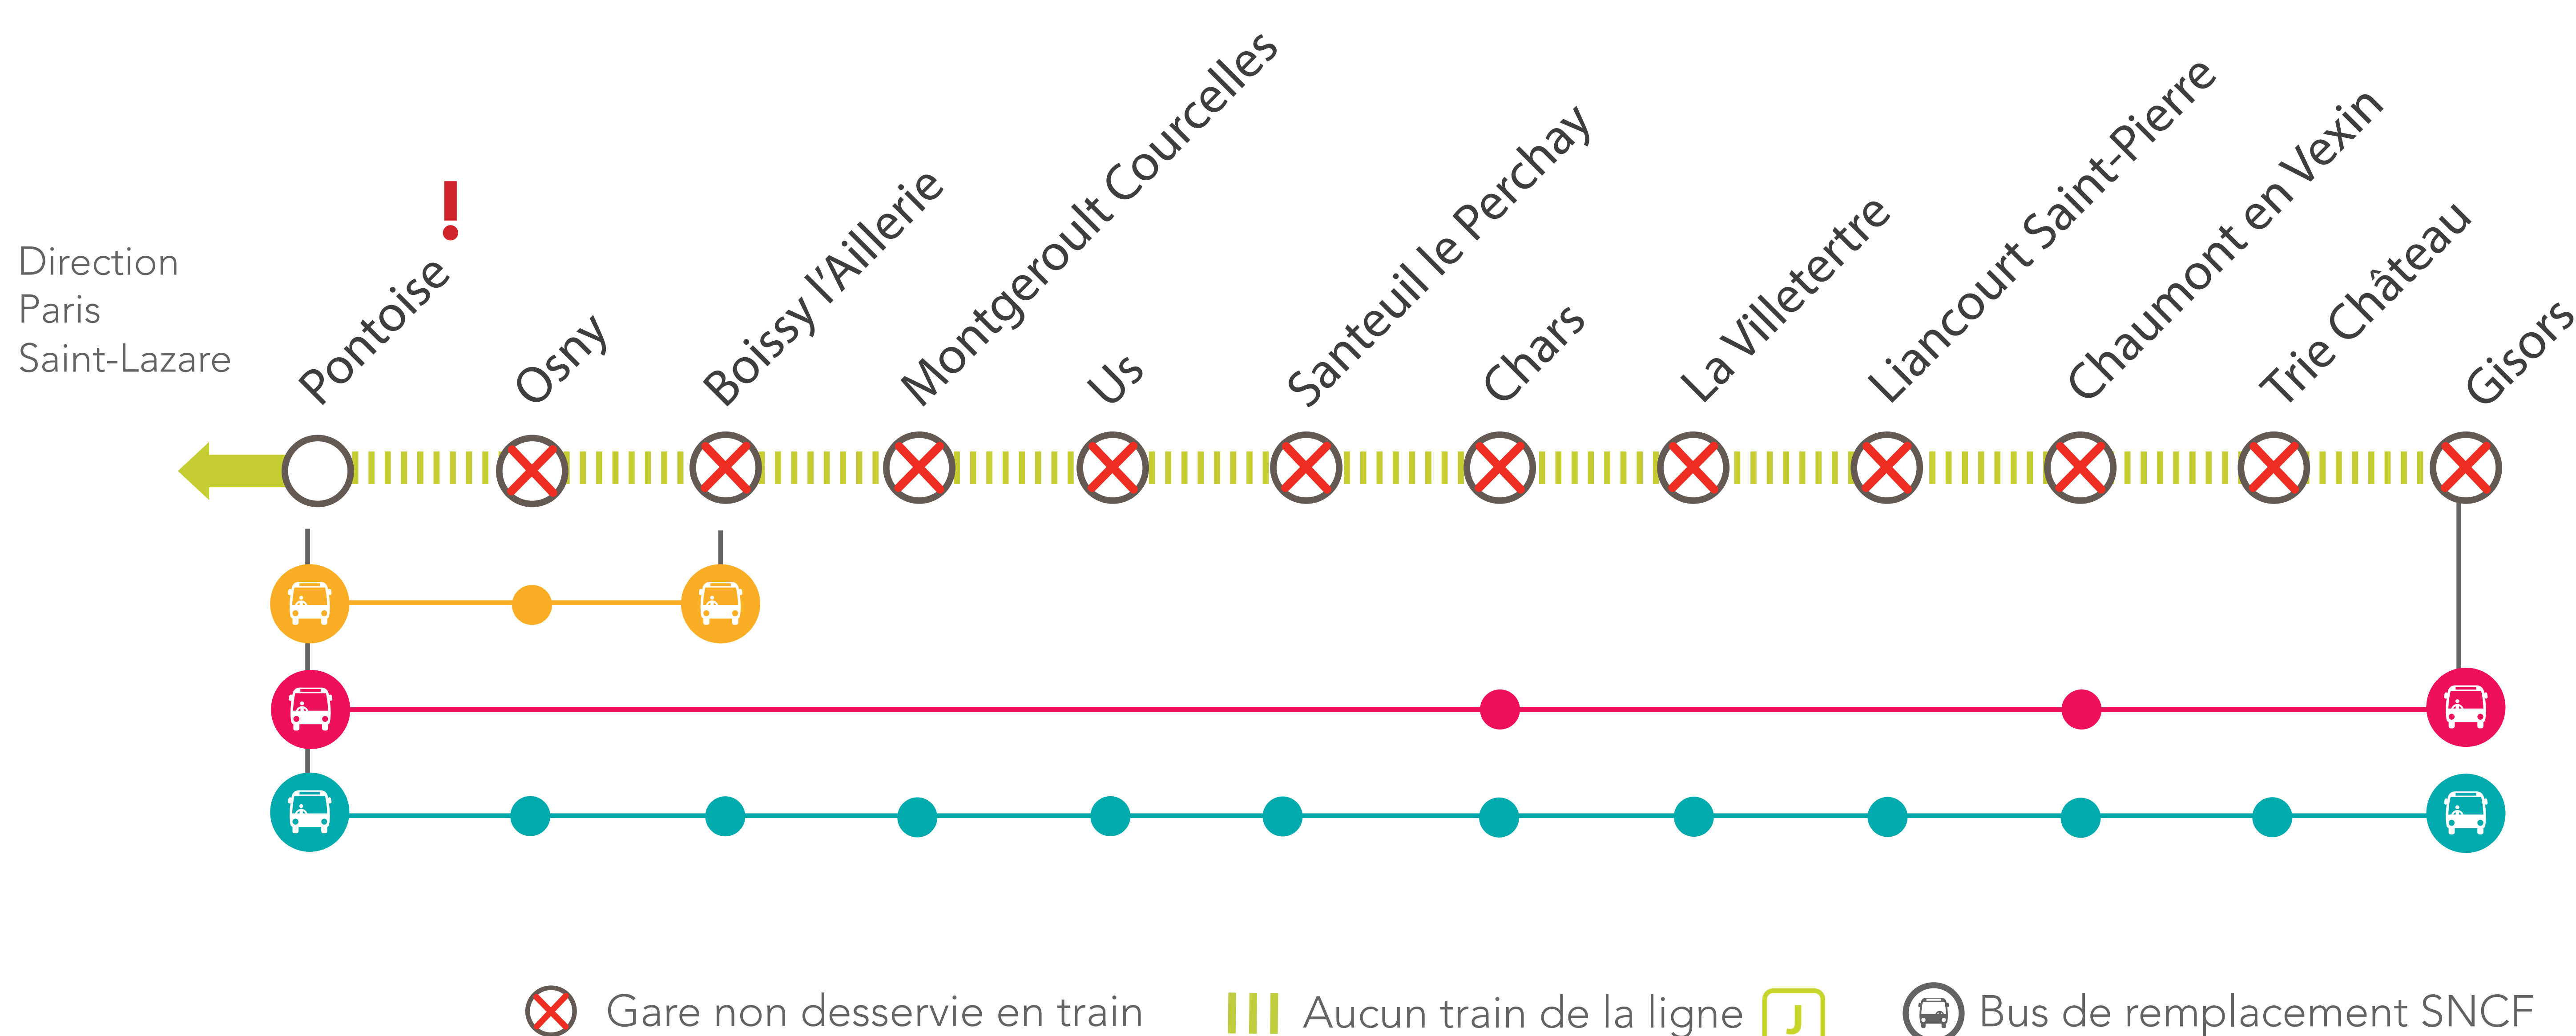 Direction
Paris
Saint-Lazare
Pontoise !
Osny
Boissy l'Aillerie
Montgeroult Courcelles
Us
Santeuil le Perchay
Chars
La Villetertre
Liancourt Saint-Pierre
Chaumont en Vexin
Trie Château
Gisors
Gare non desservie en train
Aucun train de la ligne J
Bus de remplacement SNCF